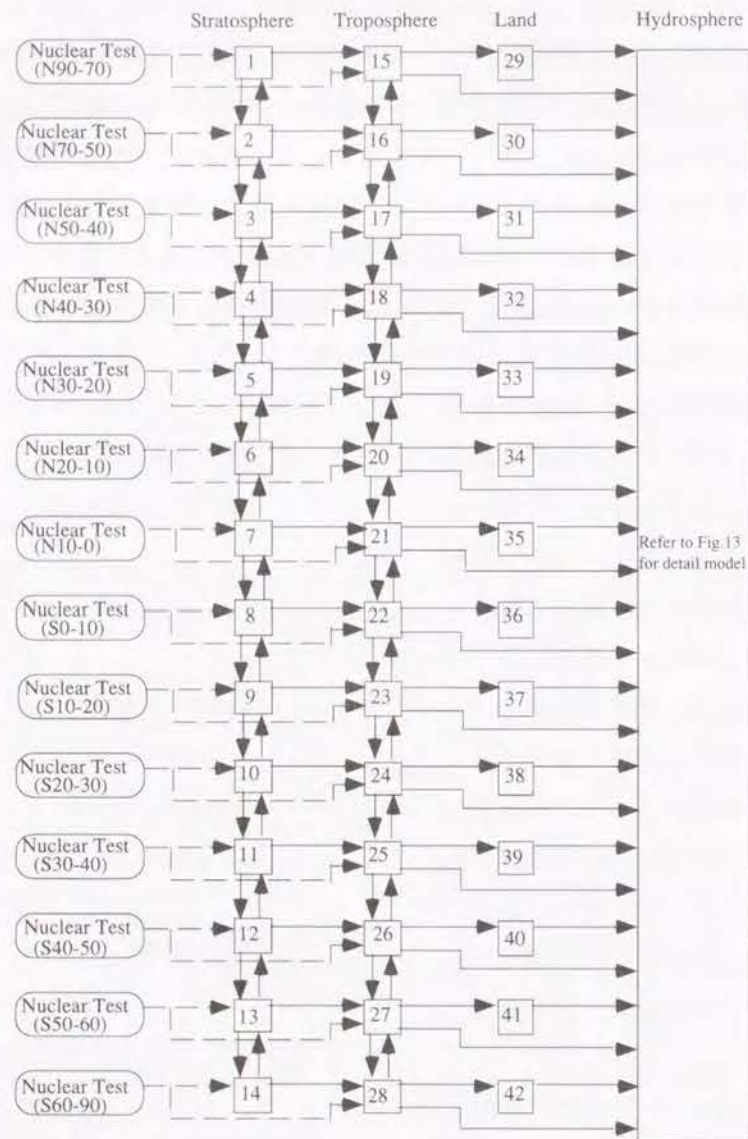 Stratosphere Troposphere Land Hydrosphere
Nuclear Test
(N90-70)
1 15 29
Nuclear Test
(N70-50)
2 16 30
Nuclear Test
(N50-40)
3 17 31
Nuclear Test
(N40-30)
4 18 32
Nuclear Test
(N30-20)
5 19 33
Nuclear Test
(N20-10)
6 20 34
Nuclear Test
(N10-0)
7 21 35
Refer to Fig.13
for detail model
Nuclear Test
(S0-10)
8 22 36
Nuclear Test
(S10-20)
9 23 37
Nuclear Test
(S20-30)
10 24 38
Nuclear Test
(S30-40)
11 25 39
Nuclear Test
(S40-50)
12 26 40
Nuclear Test
(S50-60)
13 27 41
Nuclear Test
(S60-90)
14 28 42